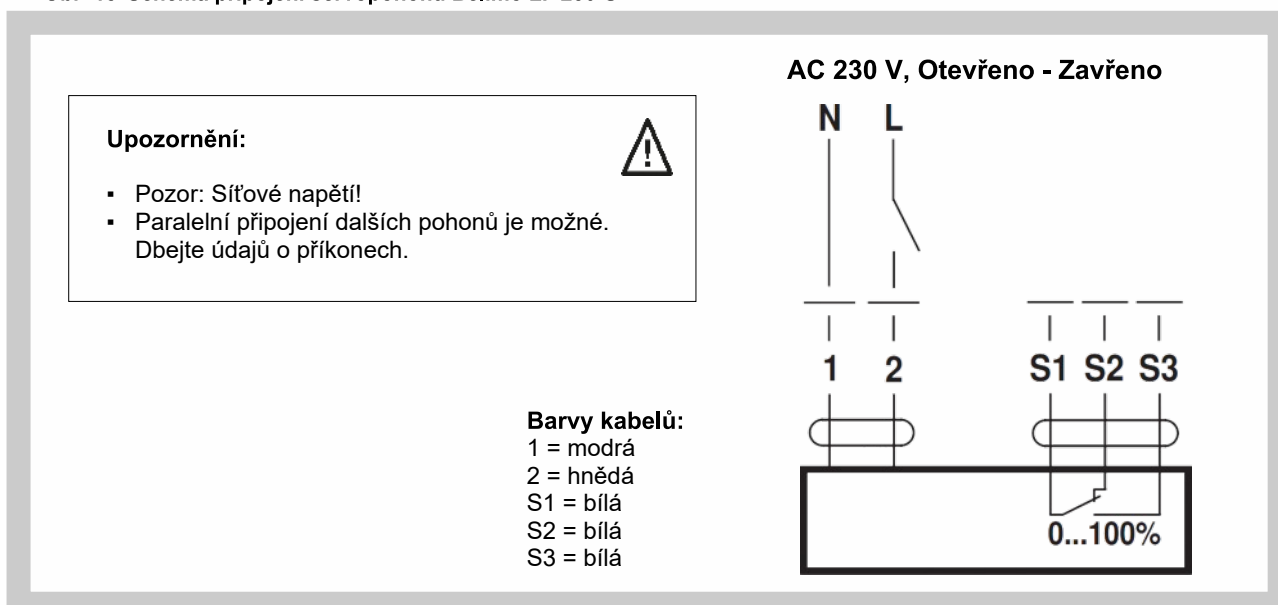 AC 230 V, Otevřeno - Zavřeno
N L
Upozornění:
▪ Pozor: Síťové napětí!
▪ Paralelní připojení dalších pohonů je možné.
Dbejte údajů o příkonech.
1 2 S1 S2 S3
Barvy kabelů:
1 = modrá
2 = hnědá
S1 = bílá
S2 = bílá
S3 = bílá
0...100%